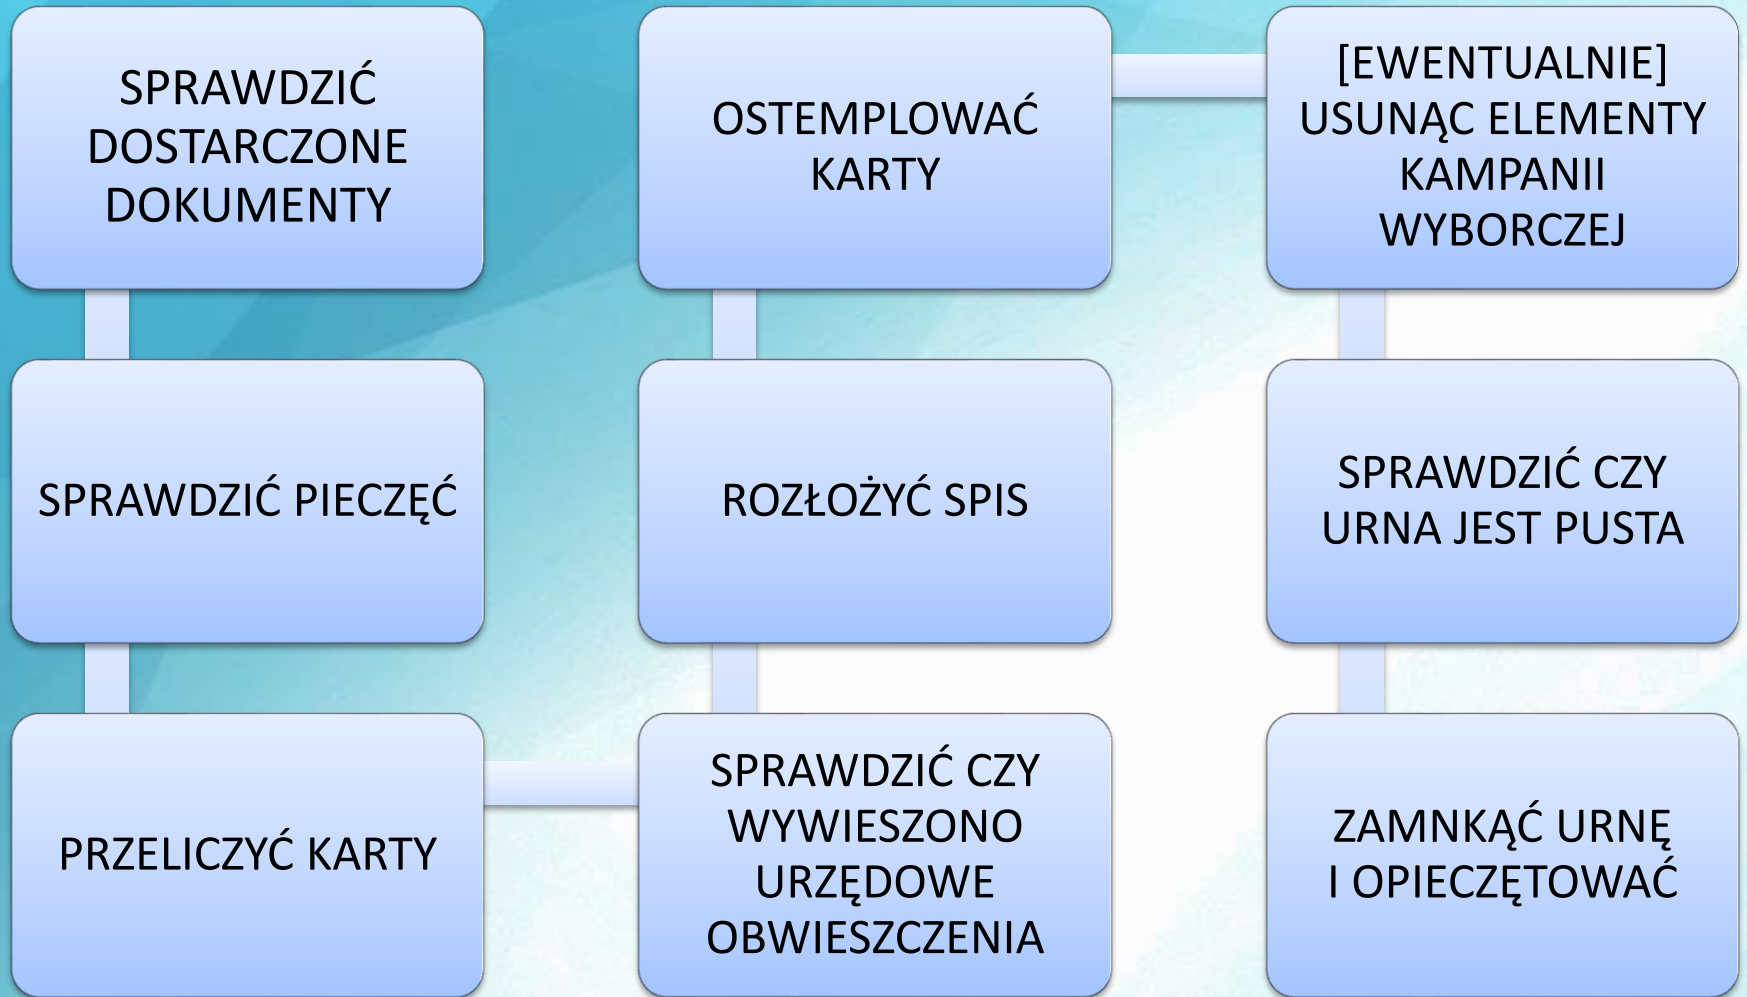 SPRAWDZIĆ
DOSTARCZONE
DOKUMENTY
SPRAWDZIĆ PIECZĘĆ
PRZELICZYĆ KARTY
SPRAWDZIĆ CZY
WYWIESZONO
URZĘDOWE
OBWIESZCZENIA
ROZŁOŻYĆ SPIS
OSTEMPLOWAĆ
KARTY
[EWENTUALNIE]
USUNĄC ELEMENTY
KAMPANII
WYBORCZEJ
SPRAWDZIĆ CZY
URNA JEST PUSTA
ZAMNKĄĆ URNĘ
I OPIECZĘTOWAĆ